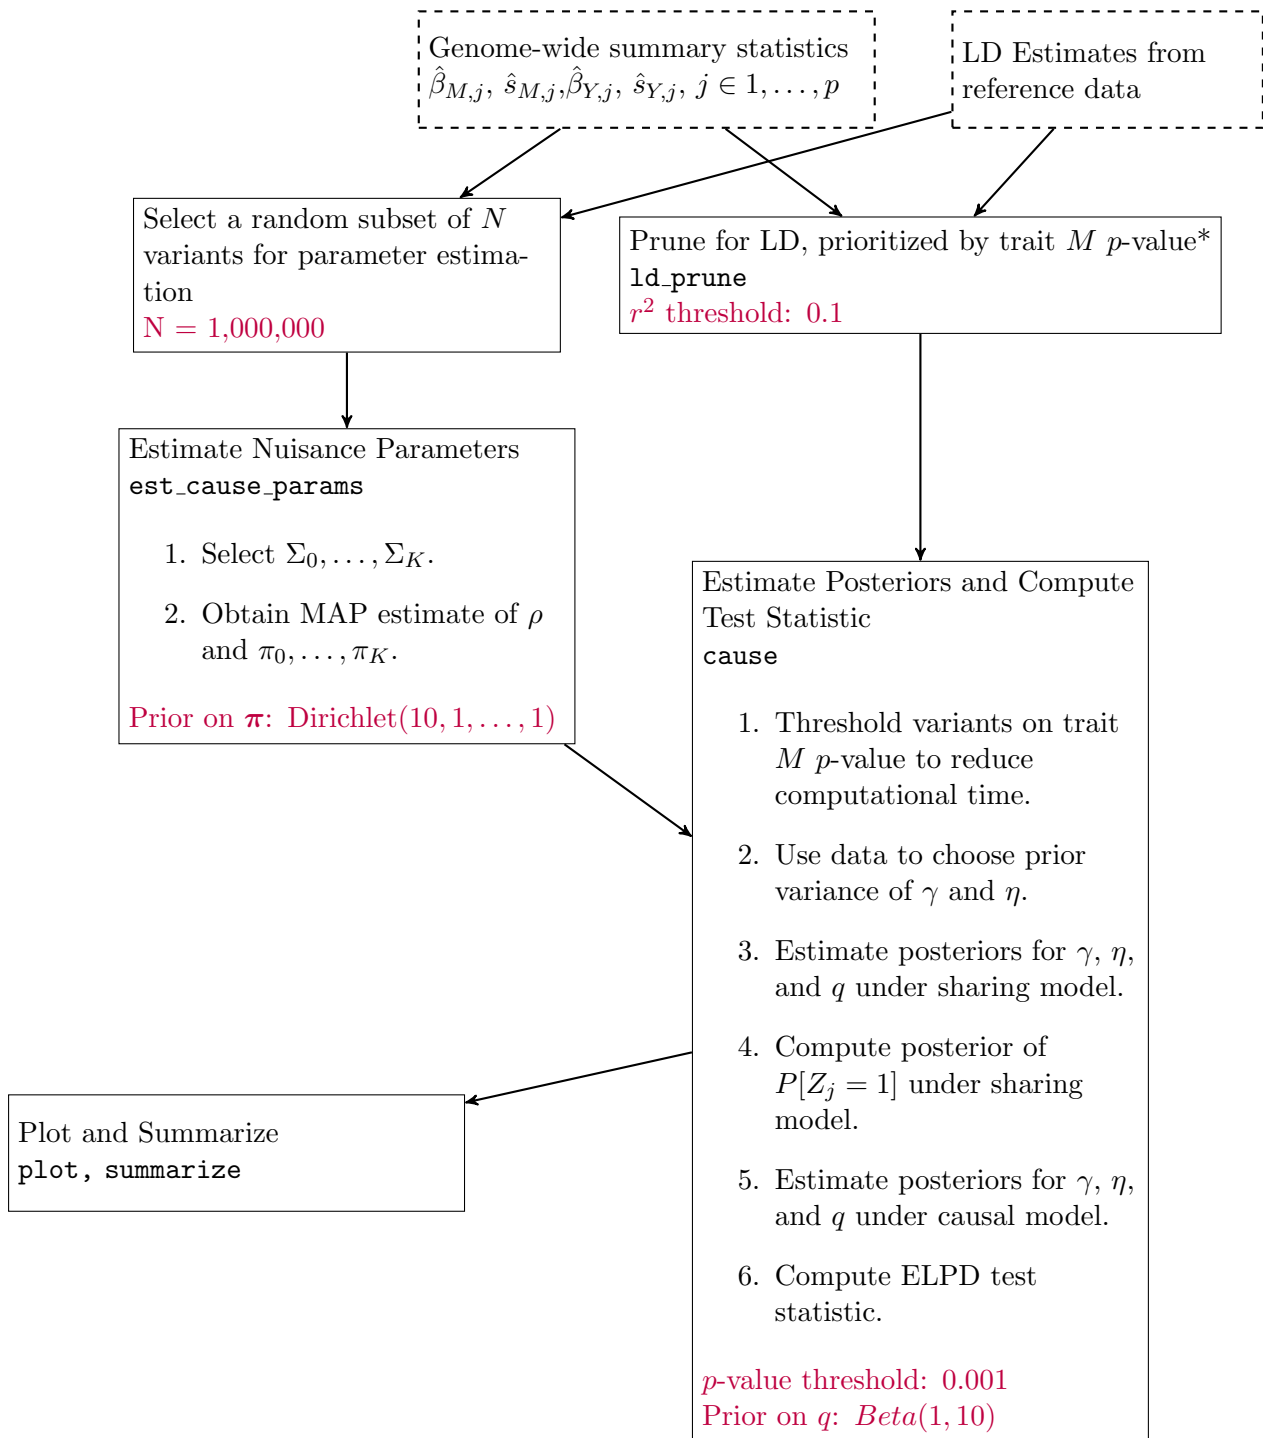 Genome-wide summary statistics
β̂_{M,j}, ŝ_{M,j},β̂_{Y,j}, ŝ_{Y,j}, j ∈ 1, . . . , p
LD Estimates from
reference data
Select a random subset of N
variants for parameter estima-
tion
N = 1,000,000
Prune for LD, prioritized by trait M p-value*
ld_prune
r² threshold: 0.1
Estimate Nuisance Parameters
est_cause_params
1. Select Σ₀, . . . , Σ_K.
2. Obtain MAP estimate of ρ
and π₀, . . . , π_K.
Prior on π: Dirichlet(10, 1, . . . , 1)
Estimate Posteriors and Compute
Test Statistic
cause
1. Threshold variants on trait
M p-value to reduce
computational time.
2. Use data to choose prior
variance of γ and η.
3. Estimate posteriors for γ, η,
and q under sharing model.
4. Compute posterior of
P[Z_j = 1] under sharing
model.
5. Estimate posteriors for γ, η,
and q under causal model.
6. Compute ELPD test
statistic.
p-value threshold: 0.001
Prior on q: Beta(1, 10)
Plot and Summarize
plot, summarize